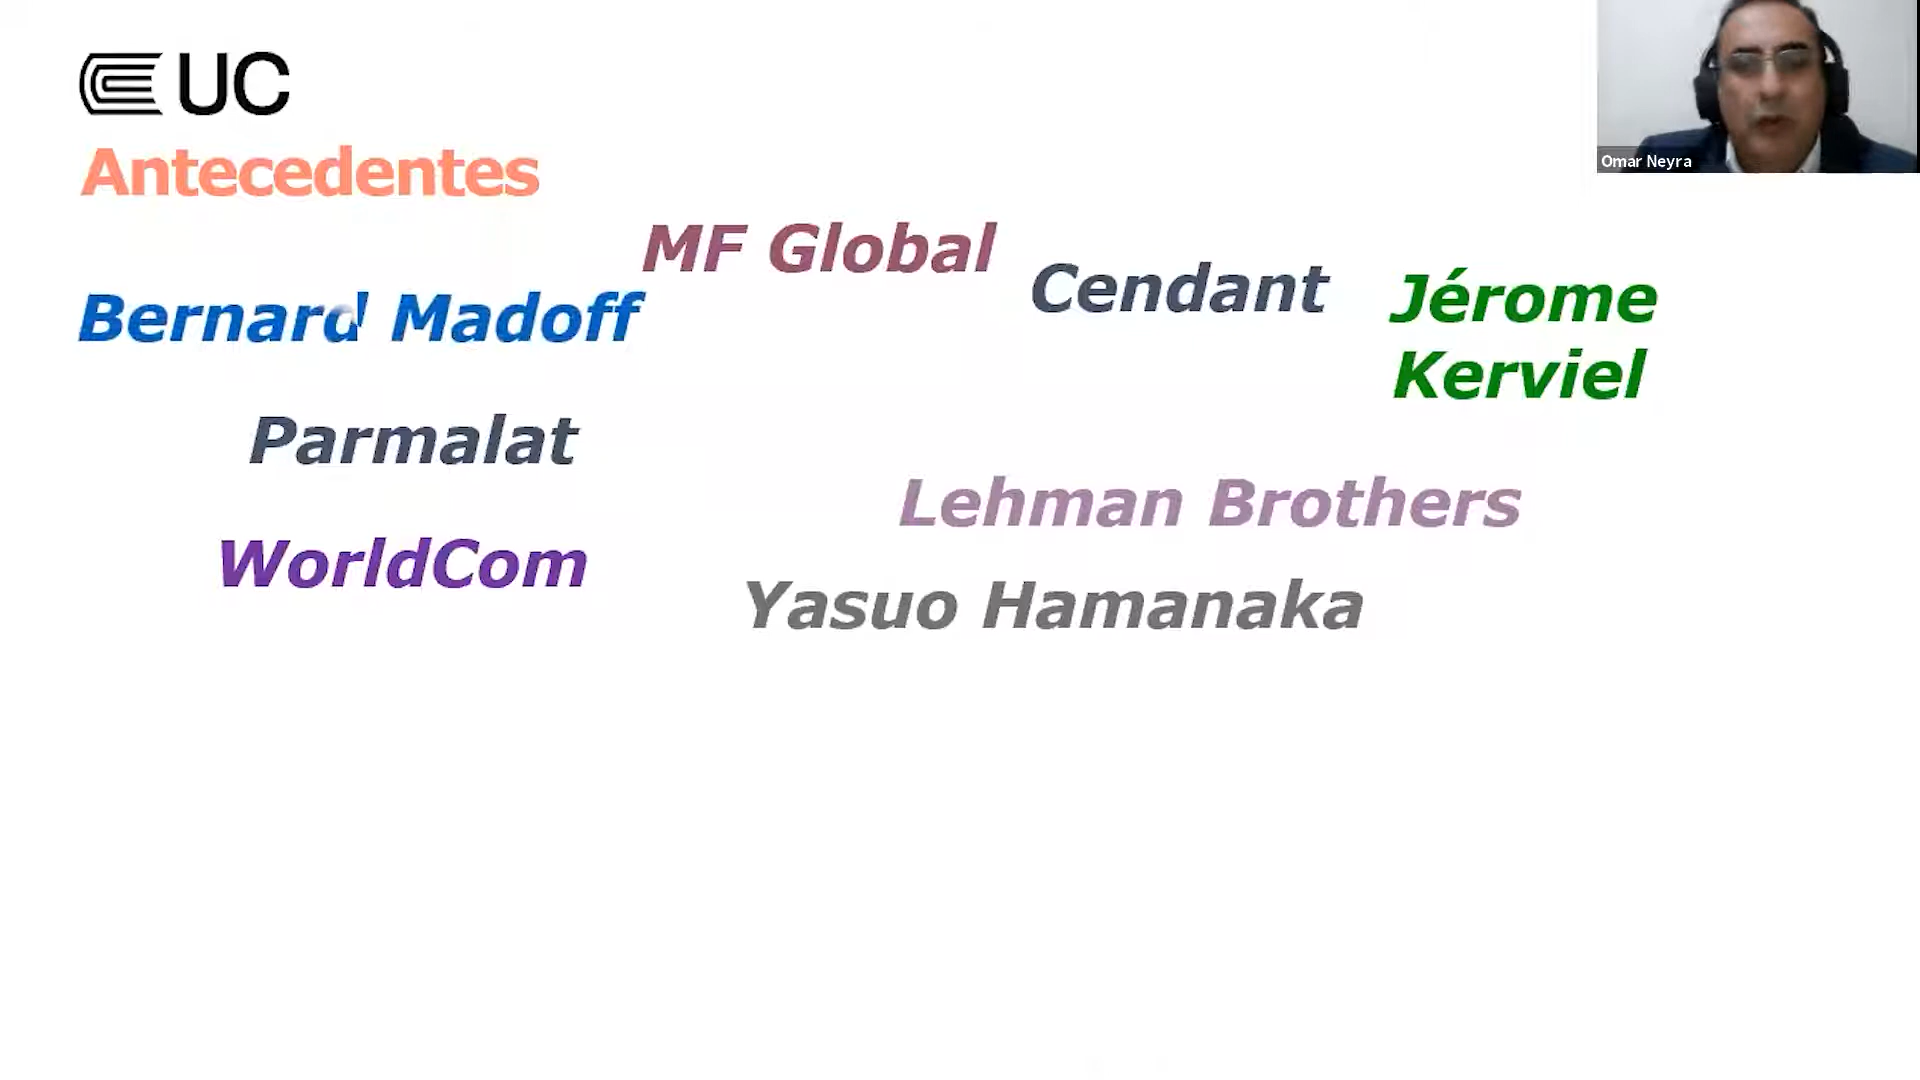 UC
Omar Neyra
Antecedentes
MF Global
Cendant
Jérome
Kerviel
Bernard Madoff
Parmalat
Lehman Brothers
WorldCom
Yasuo Hamanaka